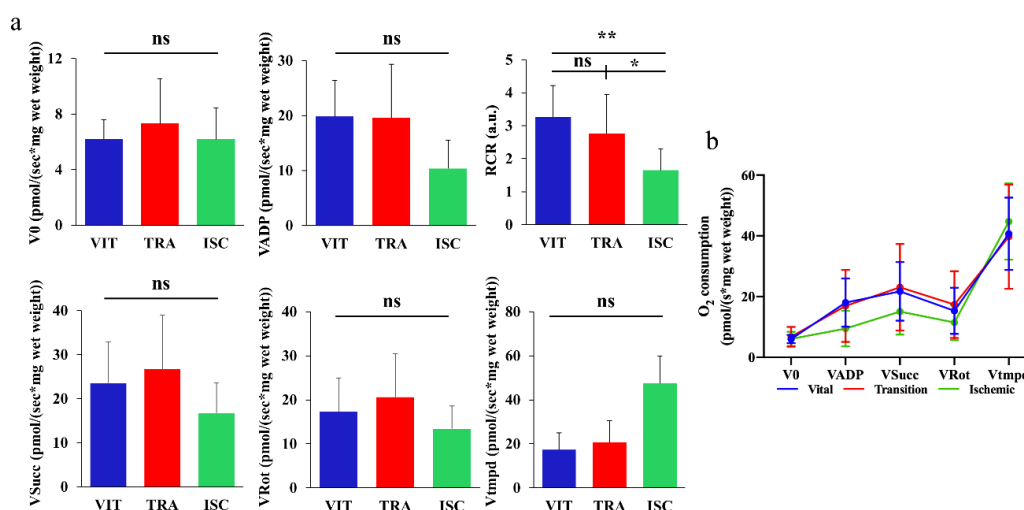 a
ns
V0 (pmol/(sec*mg wet weight))
12
8
4
0
VIT TRA ISC
ns
VADP (pmol/(sec*mg wet weight))
30
20
10
0
VIT TRA ISC
**
ns *
RCR (a.u.)
5
4
3
2
1
0
VIT TRA ISC
ns
VSucc (pmol/(sec*mg wet weight))
40
30
20
10
0
VIT TRA ISC
ns
VRot (pmol/(sec*mg wet weight))
40
30
20
10
0
VIT TRA ISC
ns
Vtmpd (pmol/(sec*mg wet weight))
80
60
40
20
0
VIT TRA ISC
b
O₂ consumption
(pmol/(s*mg wet weight))
60
40
20
0
V0 VADP VSucc VRot Vtmpd
Vital Transition Ischemic